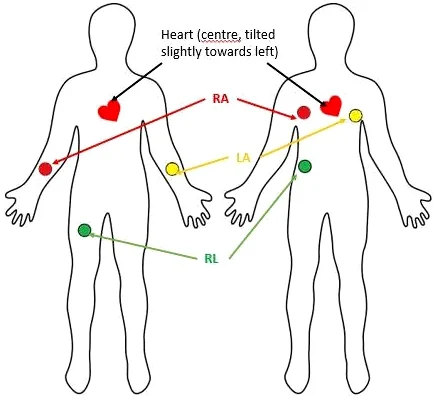 Heart (centre, tilted
slightly towards left)
RA
LA
RL